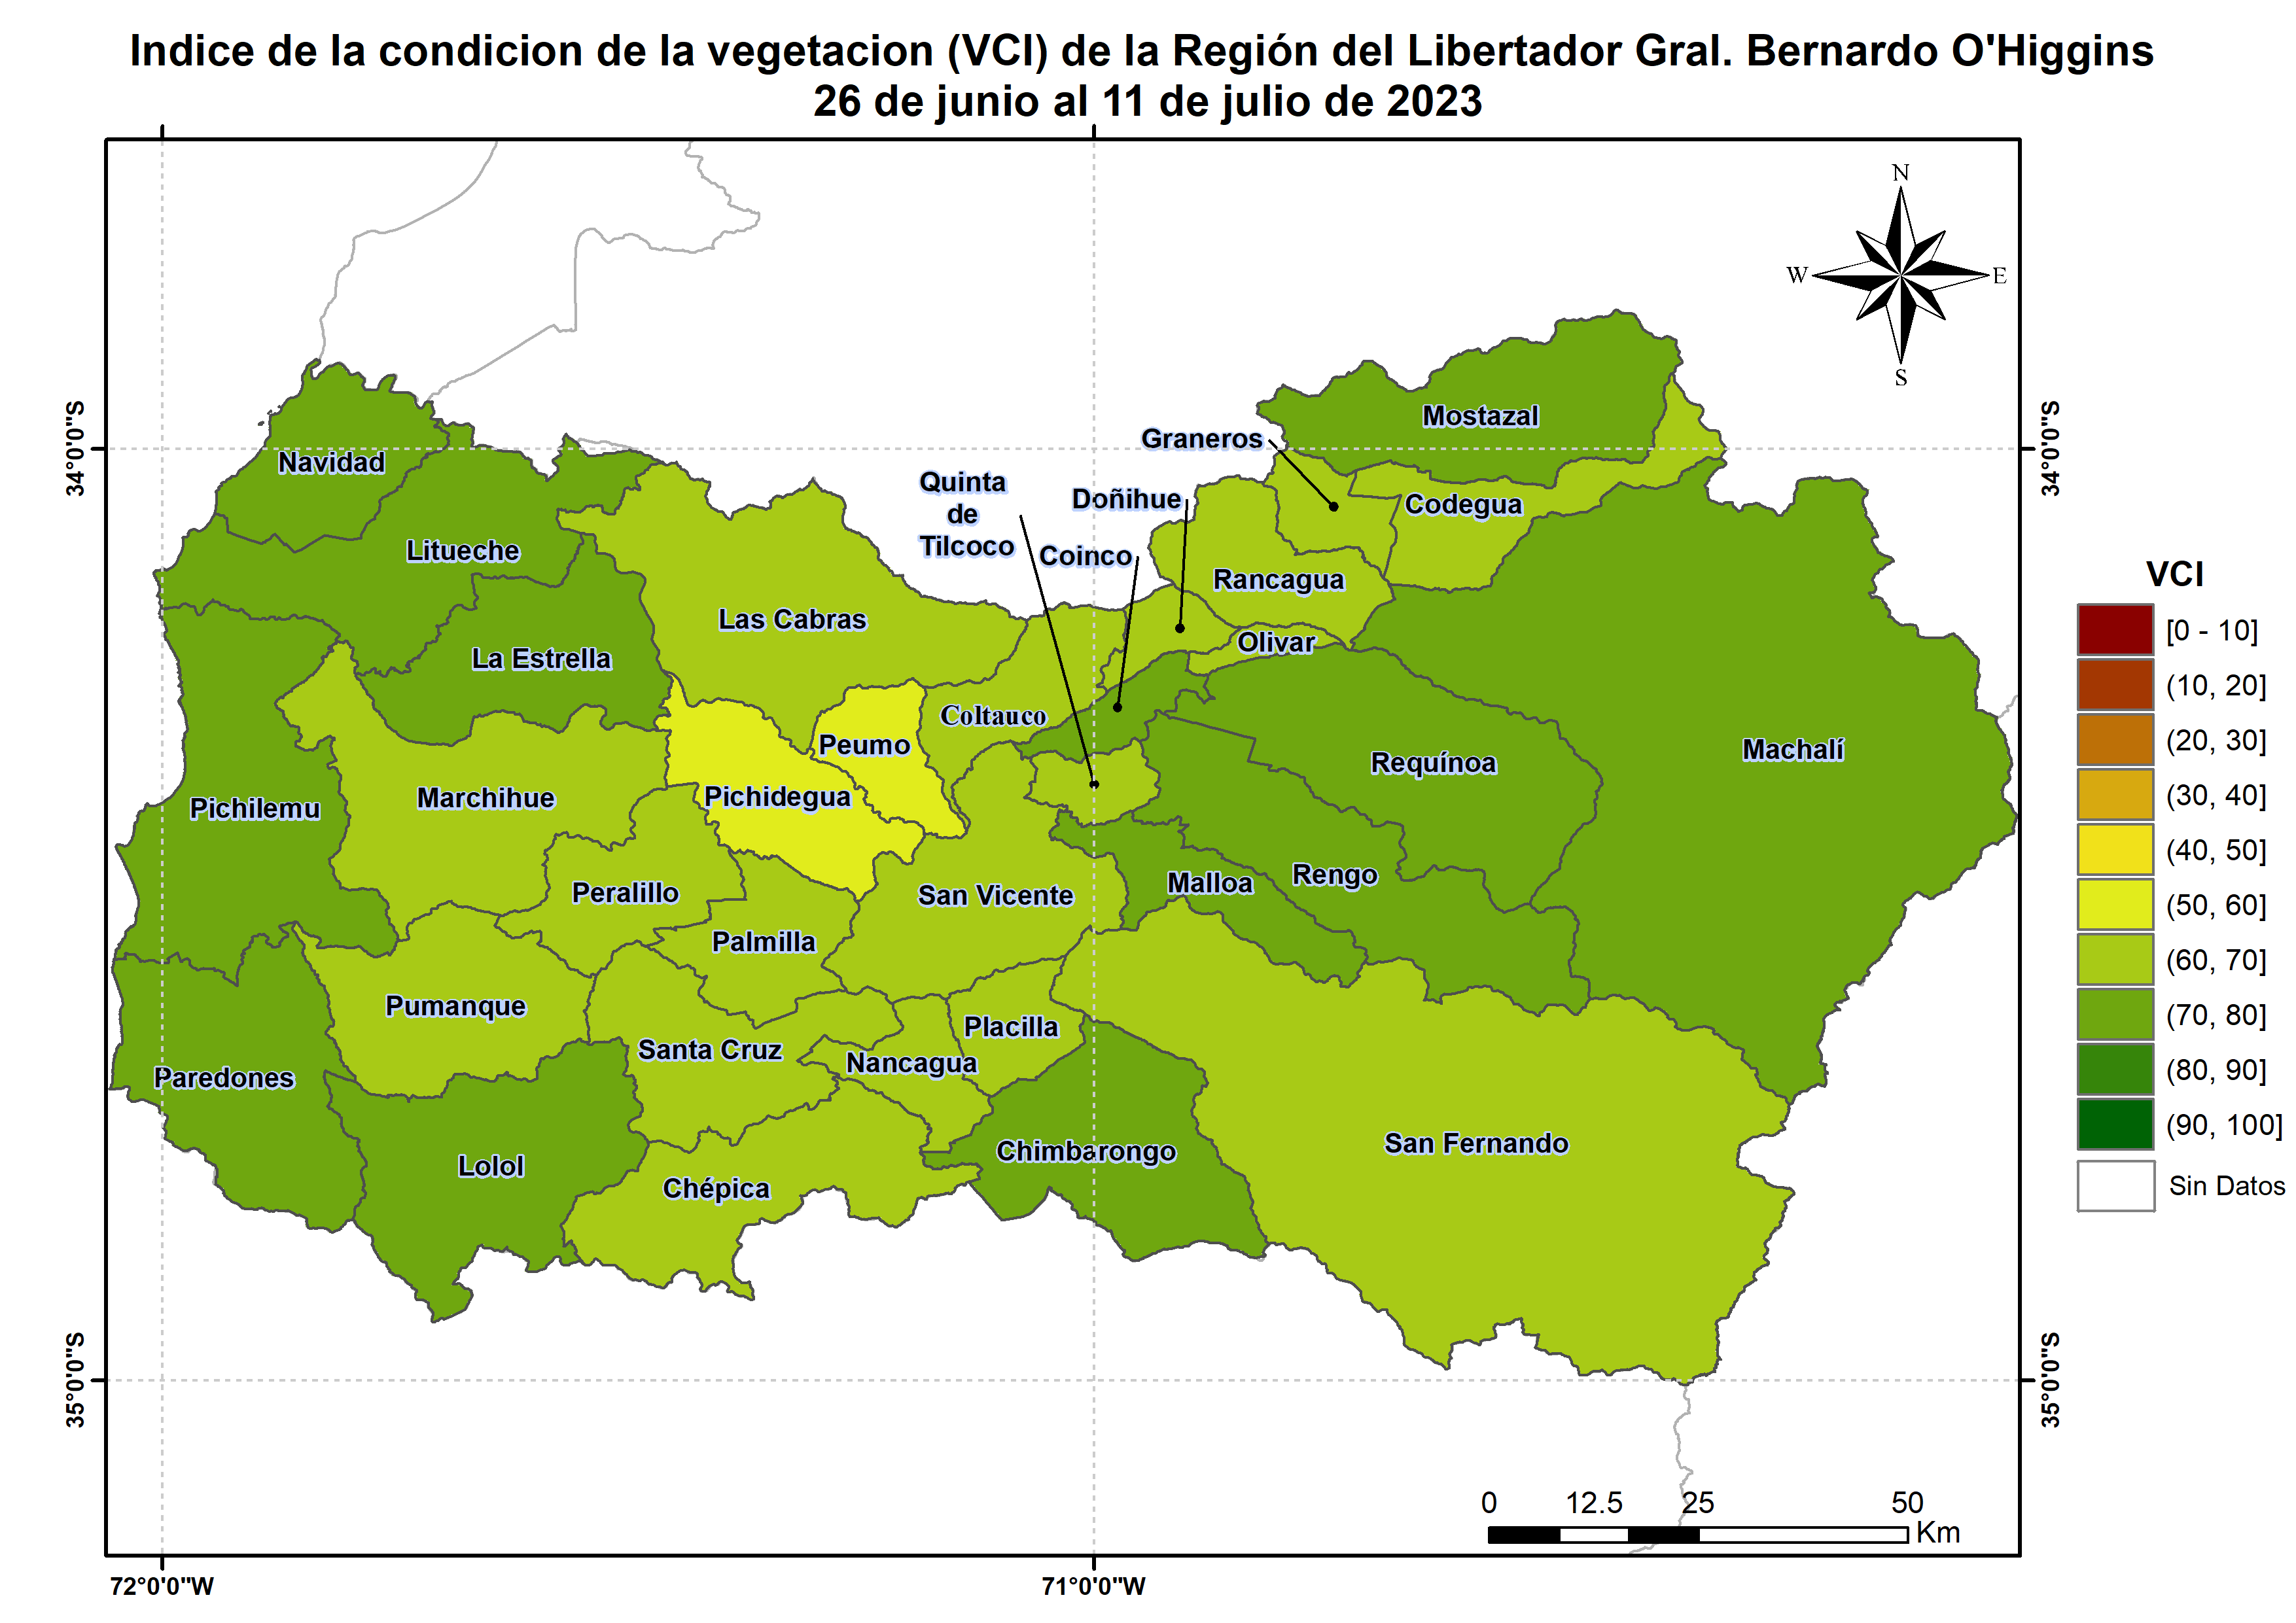 Indice de la condicion de la vegetacion (VCI) de la Región del Libertador Gral. Bernardo O'Higgins
26 de junio al 11 de julio de 2023
N
W
E
S
34°0'0"S
34°0'0"S
Mostazal
Graneros
Navidad
Quinta
de
Tilcoco
Doñihue
Codegua
Litueche
Coinco
Rancagua
Las Cabras
Olivar
La Estrella
Coltauco
Peumo
Machalí
Requínoa
Pichidegua
Marchihue
Pichilemu
Rengo
Malloa
Peralillo
San Vicente
Palmilla
Pumanque
Placilla
Santa Cruz
Nancagua
Paredones
San Fernando
Chimbarongo
Lolol
Chépica
VCI
[0 - 10]
(10, 20]
(20, 30]
(30, 40]
(40, 50]
(50, 60]
(60, 70]
(70, 80]
(80, 90]
(90, 100]
Sin Datos
35°0'0"S
35°0'0"S
0 12.5 25 50
Km
72°0'0"W
71°0'0"W